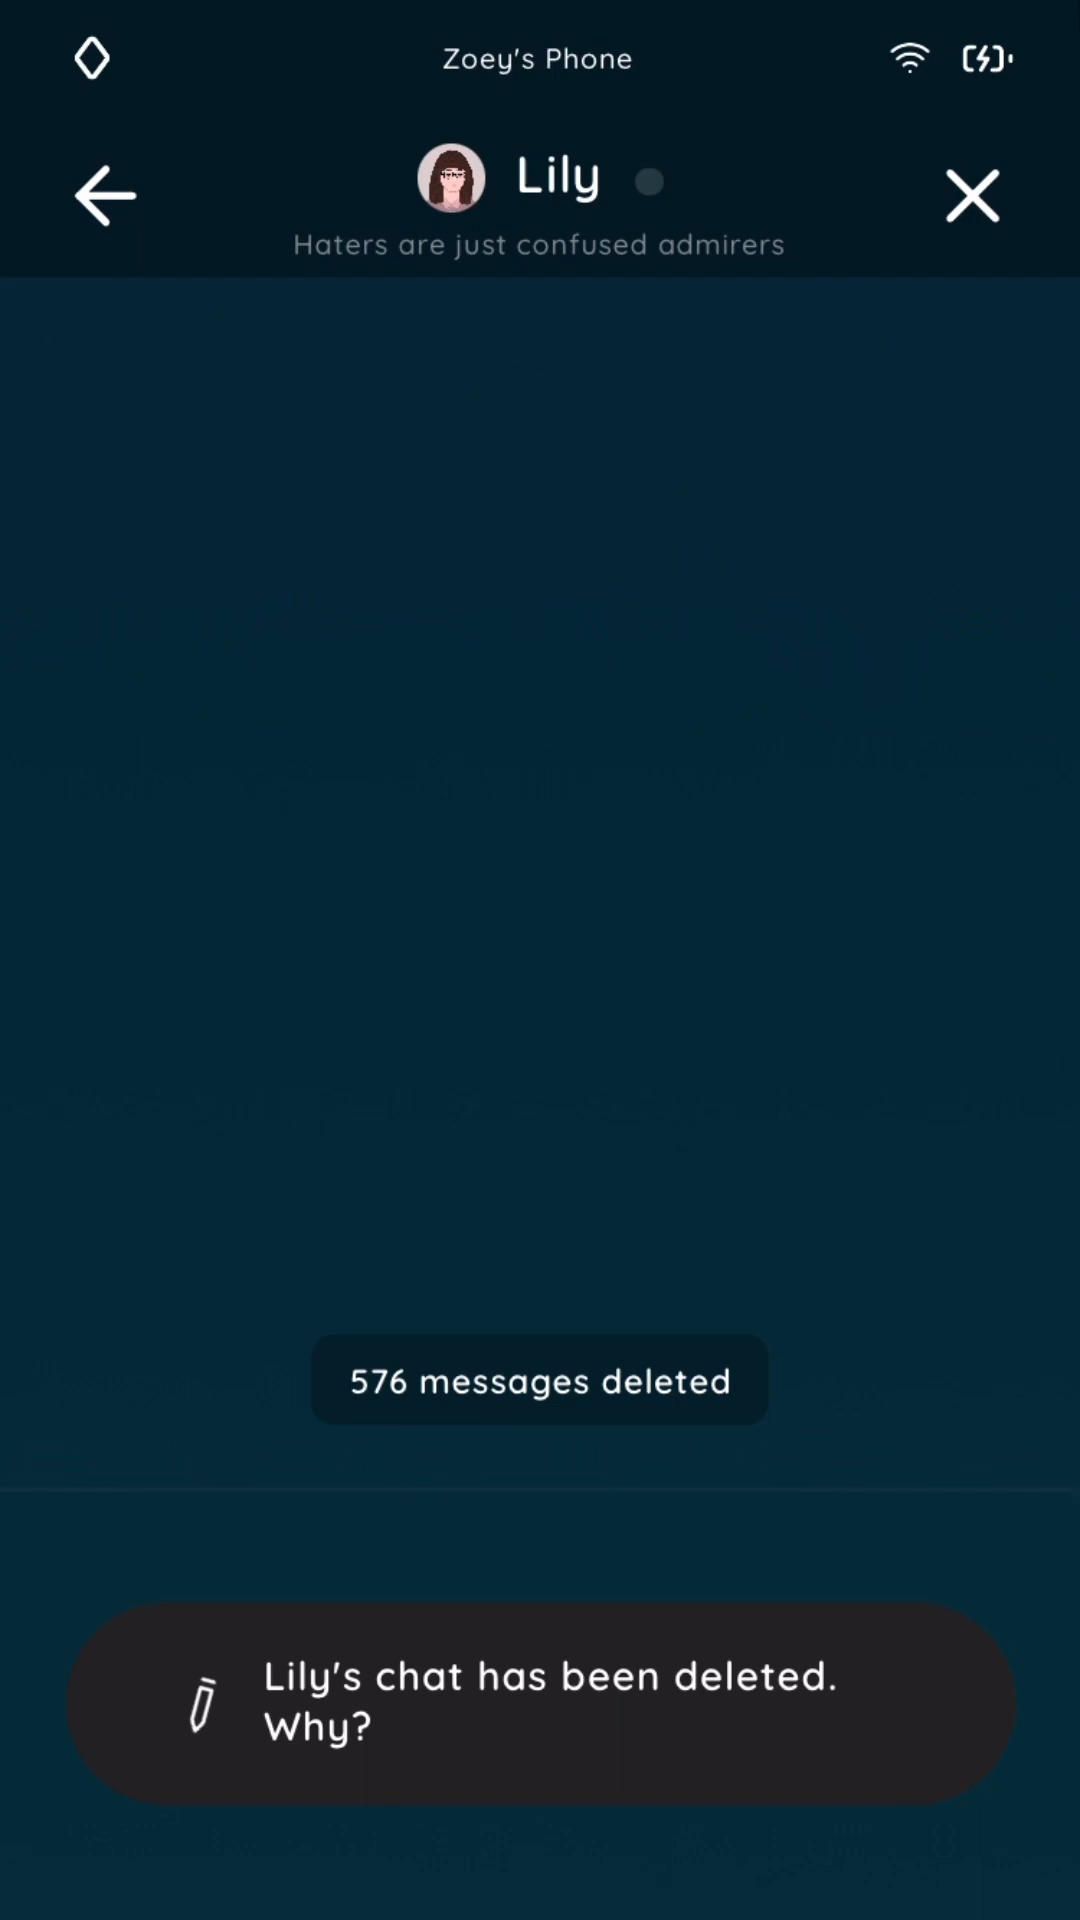 Zoey's Phone
Lily
Haters are just confused admirers
576 messages deleted
Lily's chat has been deleted.
Why?